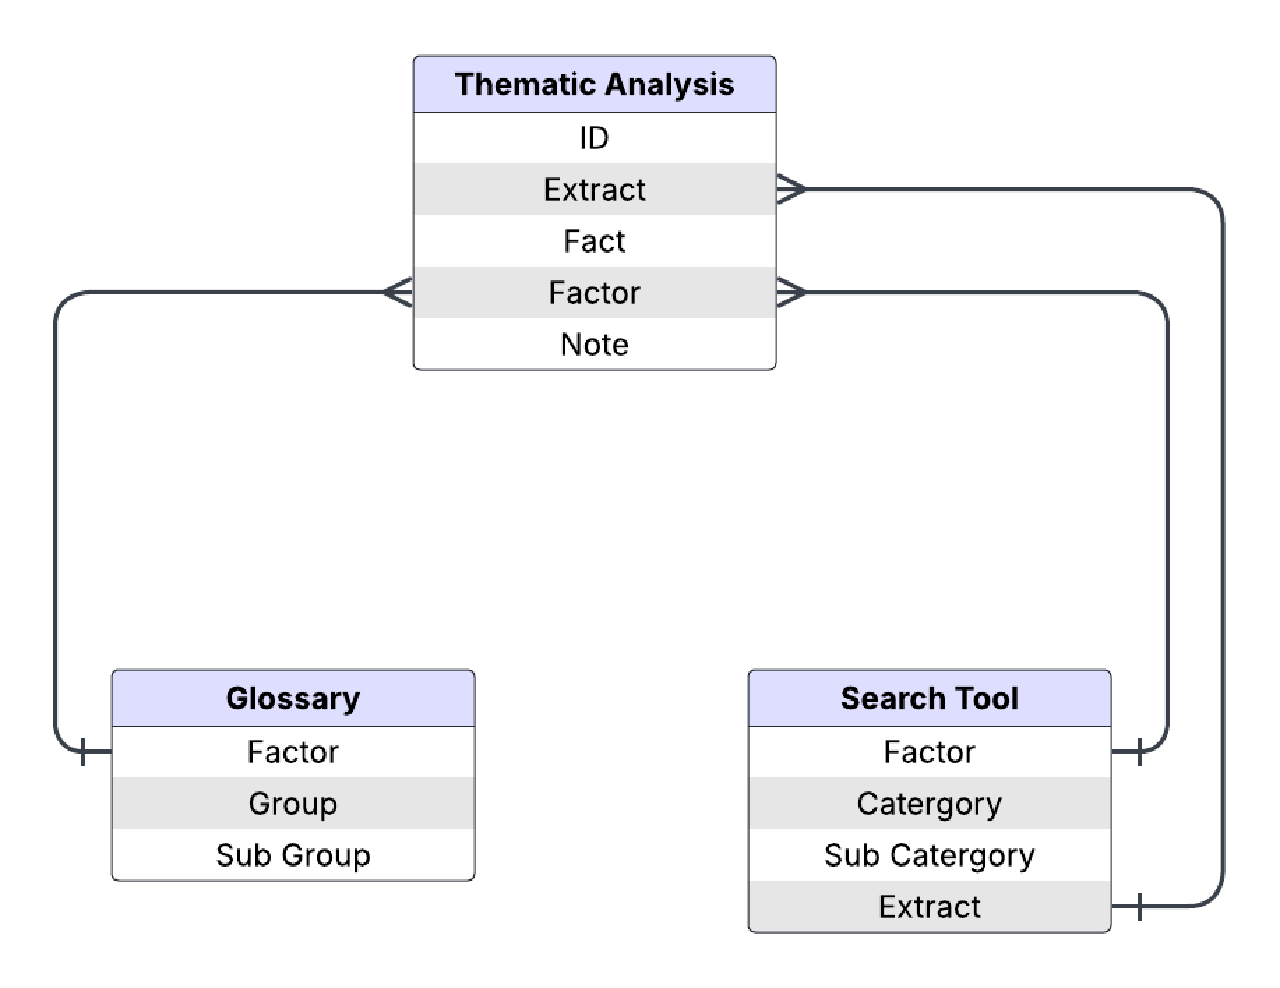 Thematic Analysis
ID
Extract
Fact
Factor
Note
Glossary
Factor
Group
Sub Group
Search Tool
Factor
Catergory
Sub Catergory
Extract